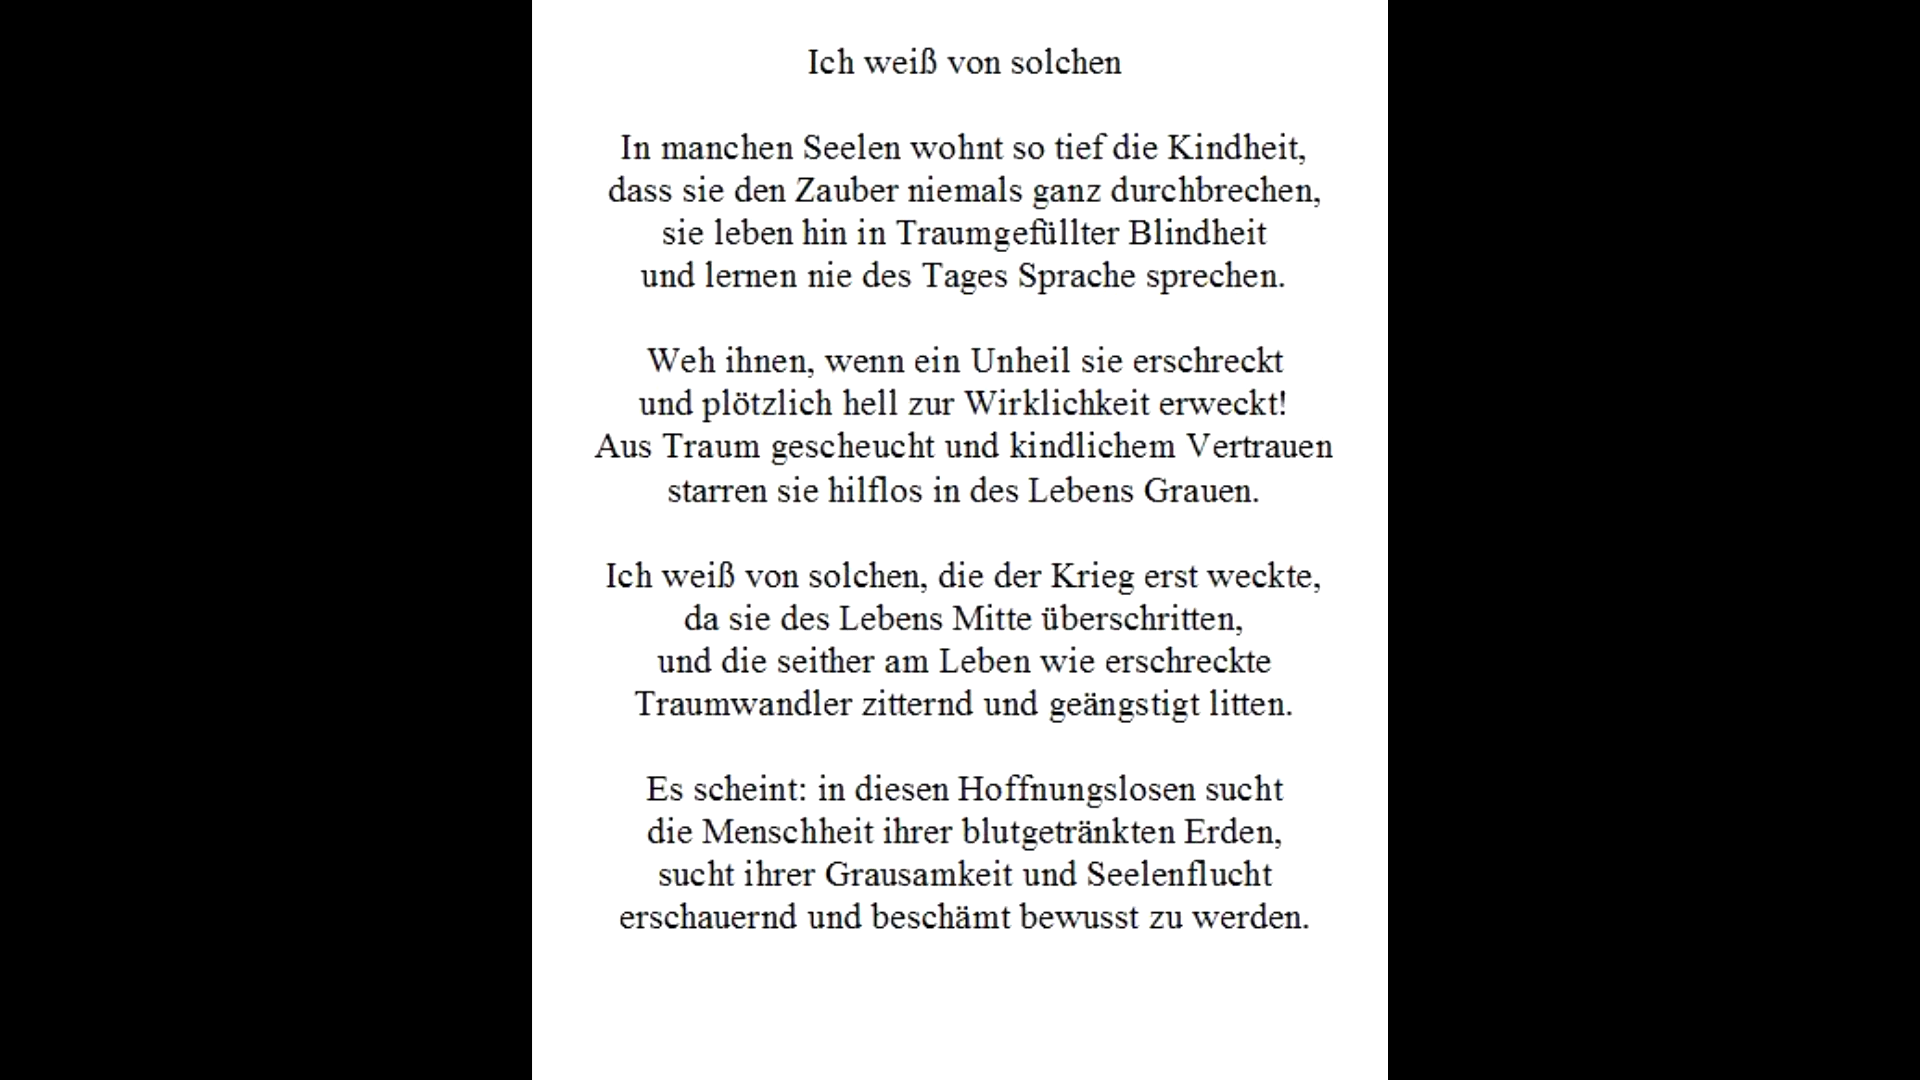 Ich weiß von solchen
In manchen Seelen wohnt so tief die Kindheit,
dass sie den Zauber niemals ganz durchbrechen,
sie leben hin in Traumgefüllter Blindheit
und lernen nie des Tages Sprache sprechen.
Weh ihnen, wenn ein Unheil sie erschreckt
und plötzlich hell zur Wirklichkeit erweckt!
Aus Traum gescheucht und kindlichem Vertrauen
starren sie hilflos in des Lebens Grauen.
Ich weiß von solchen, die der Krieg erst weckte,
da sie des Lebens Mitte überschritten,
und die seither am Leben wie erschreckte
Traumwandler zitternd und geängstigt litten.
Es scheint: in diesen Hoffnungslosen sucht
die Menschheit ihrer blutgetränkten Erden,
sucht ihrer Grausamkeit und Seelenflucht
erschauernd und beschämt bewusst zu werden.